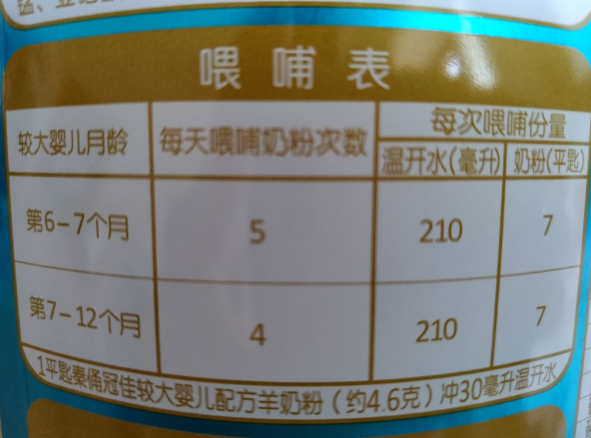 喂哺表
较大婴儿月龄 每天喂哺奶粉次数 每次喂哺份量
温开水(毫升) 奶粉(平匙)
第6-7个月 5 210 7
第7-12个月 4 210 7
1平匙秦俑冠佳较大婴儿配方羊奶粉(约4.6克)冲30毫升温开水